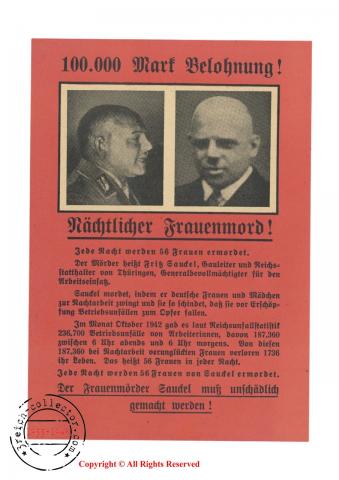 100.000 Mark Belohnung!
Nächtlicher Frauenmord!
Jede Nacht werden 56 Frauen ermordet.
Der Mörder heißt Fritz Sauckel, Gauleiter und Reichs-
statthalter von Thüringen, Generalbevollmächtigter für den
Arbeitseinsatz.
Sauckel mordet, indem er deutsche Frauen und Mädchen
zur Nachtarbeit zwingt und sie so schindet, daß sie vor Erschöp-
fung Betriebsunfällen zum Opfer fallen.
Im Monat Oktober 1942 gab es laut Reichsunfallstatistik
236,700 Betriebsunfälle von Arbeiterinnen, davon 187,360
zwischen 6 Uhr abends und 6 Uhr morgens. Von diesen
187,360 bei Nachtarbeit verunglückten Frauen verloren 1736
ihr Leben. Das heißt 56 Frauen in jeder Nacht.
Jede Nacht werden 56 Frauen von Sauckel ermordet.
Der Frauenmörder Sauckel muß unschädlich
gemacht werden!
3reich-collector.com
Copyright © All Rights Reserved